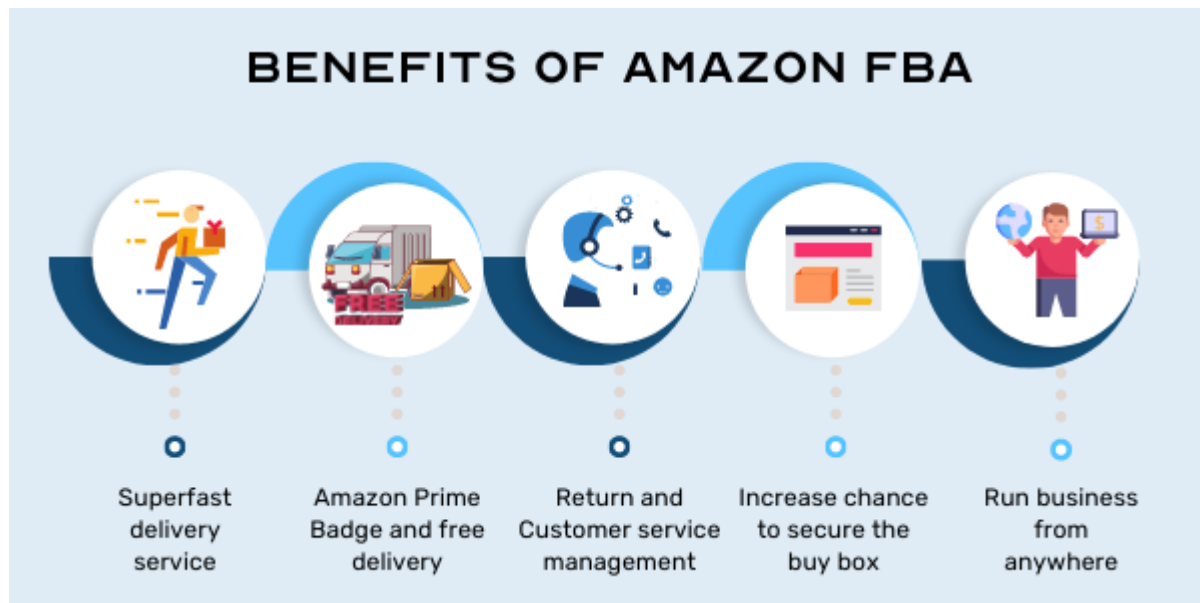 BENEFITS OF AMAZON FBA
FREE
DELIVERY
Superfast
delivery
service
Amazon Prime
Badge and free
delivery
Return and
Customer service
management
Increase chance
to secure the
buy box
Run business
from
anywhere
$